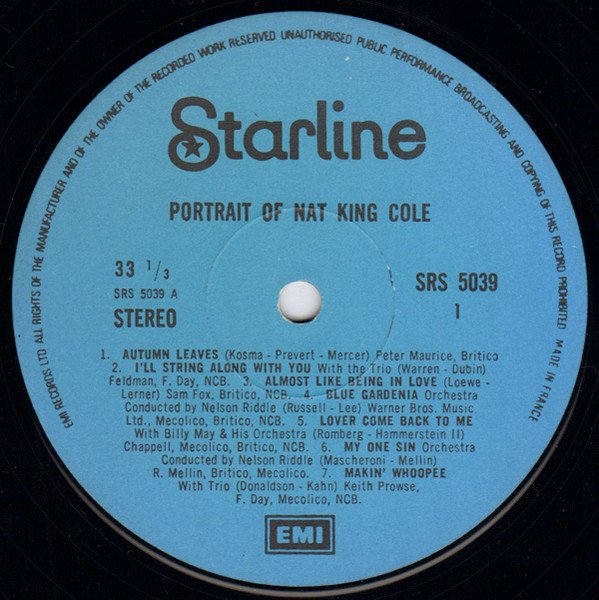 EMI RECORDS LTD ALL RIGHTS OF THE MANUFACTURER AND OF THE OWNER OF THE RECORDED WORK RESERVED UNAUTHORISED PUBLIC PERFORMANCE BROADCASTING AND COPYING OF THIS RECORD PROHIBITED MADE IN FRANCE
Starline
PORTRAIT OF NAT KING COLE
33 1/3
SRS 5039 A
STEREO
SRS 5039
1
1. AUTUMN LEAVES (Kosma - Prevert - Mercer) Peter Maurice, Britico
2. I'LL STRING ALONG WITH YOU With the Trio (Warren - Dubin)
Feldman, F. Day, NCB. 3. ALMOST LIKE BEING IN LOVE (Loewe -
Lerner) Sam Fox, Britico, NCB. 4. BLUE GARDENIA Orchestra
Conducted by Nelson Riddle (Russell - Lee) Warner Bros. Music
Ltd., Mecolico, Britico, NCB. 5. LOVER COME BACK TO ME
With Billy May & His Orchestra (Romberg - Hammerstein II)
Chappell, Mecolico, Britico, NCB. 6. MY ONE SIN Orchestra
Conducted by Nelson Riddle (Mascheroni - Mellin)
R. Mellin, Britico, Mecolico. 7. MAKIN' WHOOPEE
With Trio (Donaldson - Kahn) Keith Prowse,
F. Day, Mecolico, NCB.
EMI